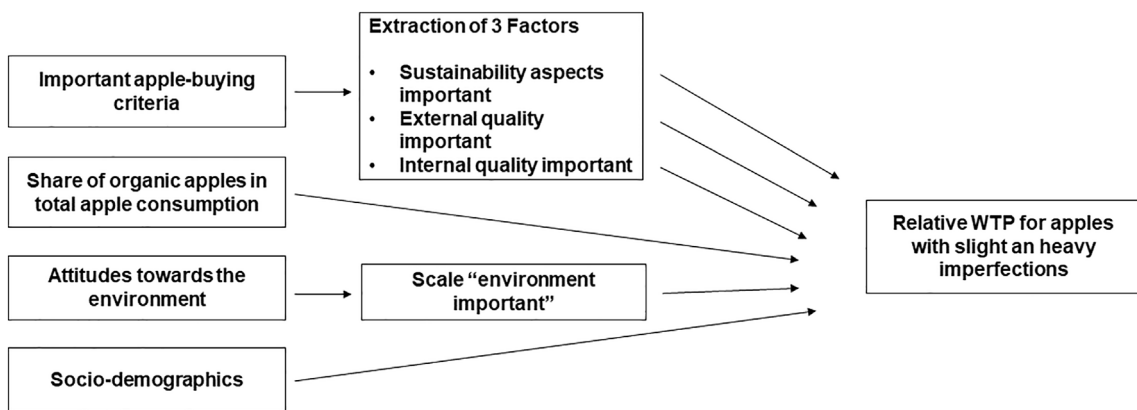 Important apple-buying
criteria
Extraction of 3 Factors
• Sustainability aspects
important
• External quality
important
• Internal quality important
Share of organic apples in
total apple consumption
Attitudes towards the
environment
Scale “environment
important”
Socio-demographics
Relative WTP for apples
with slight an heavy
imperfections